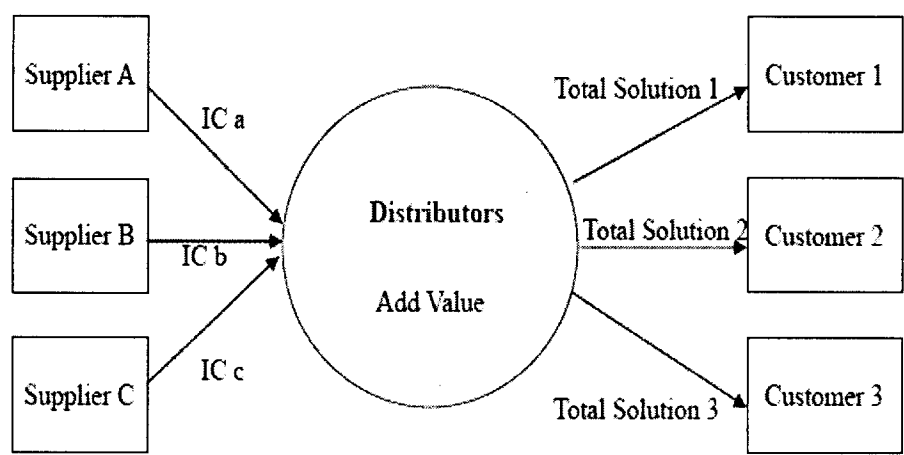 Supplier A
IC a
Supplier B
IC b
Supplier C
IC c
Distributors
Add Value
Total Solution 1
Customer 1
Total Solution 2
Customer 2
Total Solution 3
Customer 3